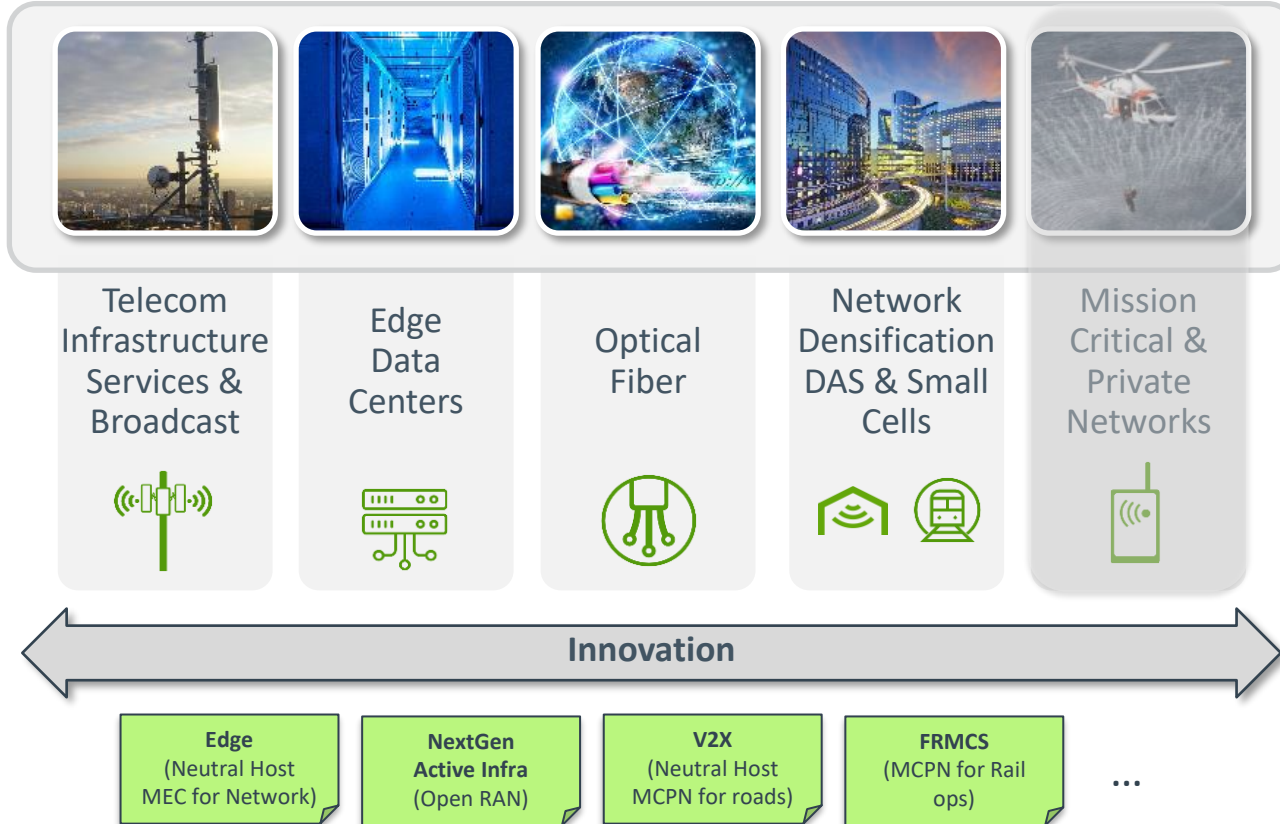 Telecom
Infrastructure
Services &
Broadcast
Edge
Data
Centers
Optical
Fiber
Network
Densification
DAS & Small
Cells
Mission
Critical &
Private
Networks
Innovation
Edge
(Neutral Host
MEC for Network)
NextGen
Active Infra
(Open RAN)
V2X
(Neutral Host
MCPN for roads)
FRMCS
(MCPN for Rail
ops)
...